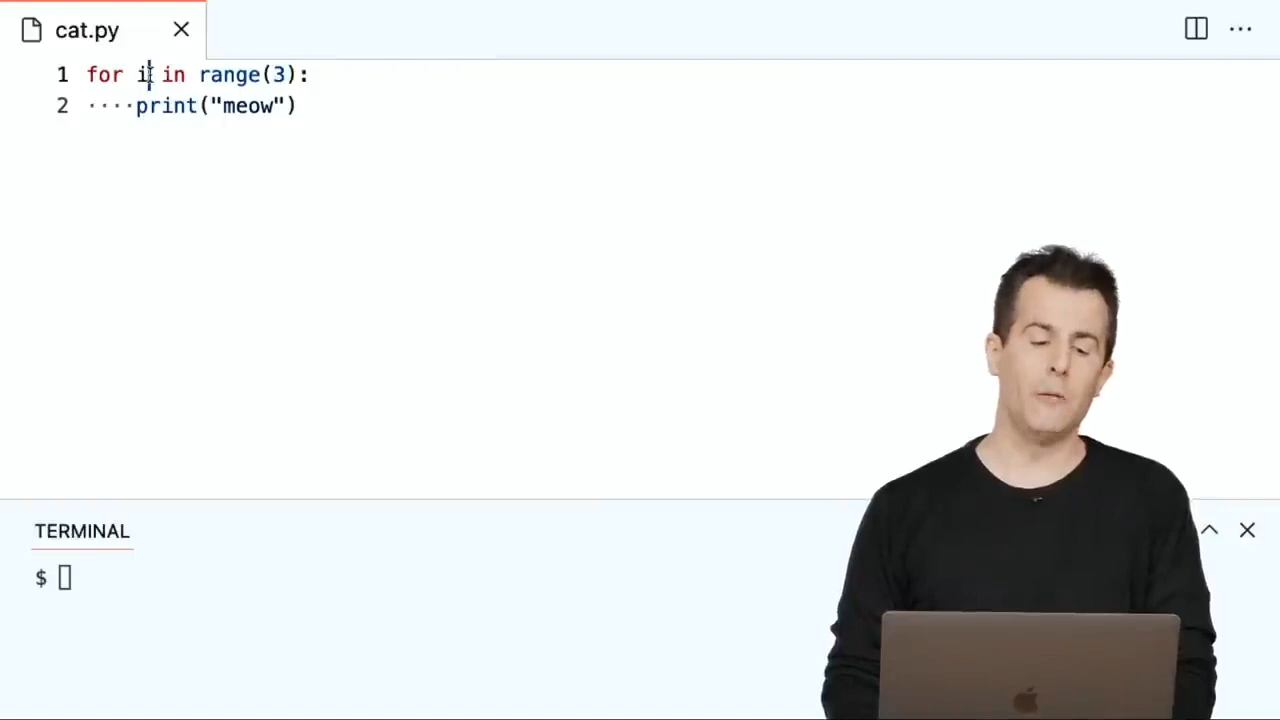 cat.py
1 for i in range(3):
2 ····print("meow")
TERMINAL
$